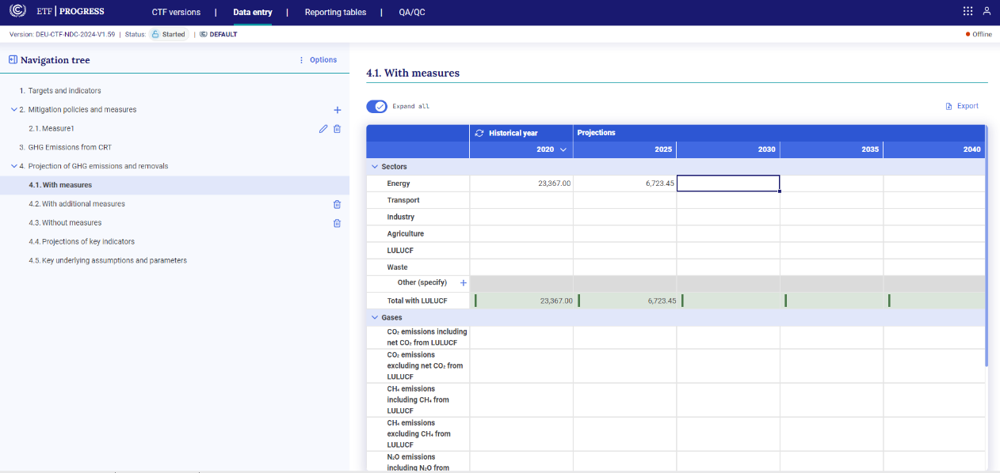 ETF | PROGRESS
CTF versions | Data entry | Reporting tables | QA/QC
Version: DEU-CTF-NDC-2024-V1.59 | Status: Started | DEFAULT
Offline
Navigation tree
Options
1. Targets and indicators
2. Mitigation policies and measures
2.1. Measure1
3. GHG Emissions from CRT
4. Projection of GHG emissions and removals
4.1. With measures
4.2. With additional measures
4.3. Without measures
4.4. Projections of key indicators
4.5. Key underlying assumptions and parameters
4.1. With measures
Expand all
Export
Historical year Projections
2020 2025 2030 2035 2040
Sectors
Energy 23,367.00 6,723.45
Transport
Industry
Agriculture
LULUCF
Waste
Other (specify) +
Total with LULUCF 23,367.00 6,723.45
Gases
CO₂ emissions including
net CO₂ from LULUCF
CO₂ emissions
excluding net CO₂ from
LULUCF
CH₄ emissions
including CH₄ from
LULUCF
CH₄ emissions
excluding CH₄ from
LULUCF
N₂O emissions
including N₂O from